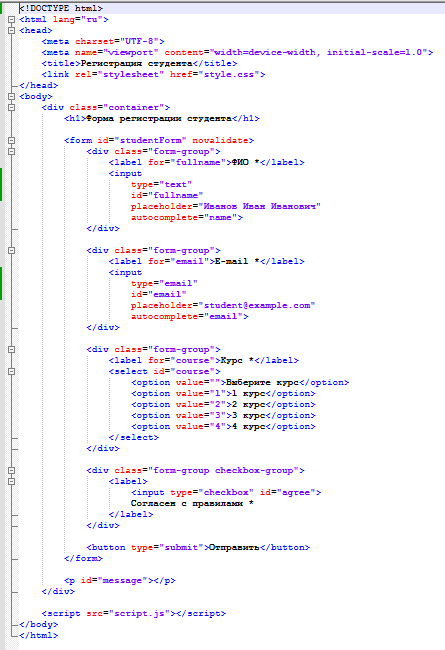 <!DOCTYPE html>
<html lang="ru">
<head>
    <meta charset="UTF-8">
    <meta name="viewport" content="width=device-width, initial-scale=1.0">
    <title>Регистрация студента</title>
    <link rel="stylesheet" href="style.css">
</head>
<body>
    <div class="container">
        <h1>Форма регистрации студента</h1>

        <form id="studentForm" novalidate>
            <div class="form-group">
                <label for="fullname">ФИО *</label>
                <input
                    type="text"
                    id="fullname"
                    placeholder="Иванов Иван Иванович"
                    autocomplete="name">
            </div>

            <div class="form-group">
                <label for="email">E-mail *</label>
                <input
                    type="email"
                    id="email"
                    placeholder="student@example.com"
                    autocomplete="email">
            </div>

            <div class="form-group">
                <label for="course">Курс *</label>
                <select id="course">
                    <option value="">Выберите курс</option>
                    <option value="1">1 курс</option>
                    <option value="2">2 курс</option>
                    <option value="3">3 курс</option>
                    <option value="4">4 курс</option>
                </select>
            </div>

            <div class="form-group checkbox-group">
                <label>
                    <input type="checkbox" id="agree">
                    Согласен с правилами *
                </label>
            </div>

            <button type="submit">Отправить</button>
        </form>

        <p id="message"></p>
    </div>

    <script src="script.js"></script>
</body>
</html>